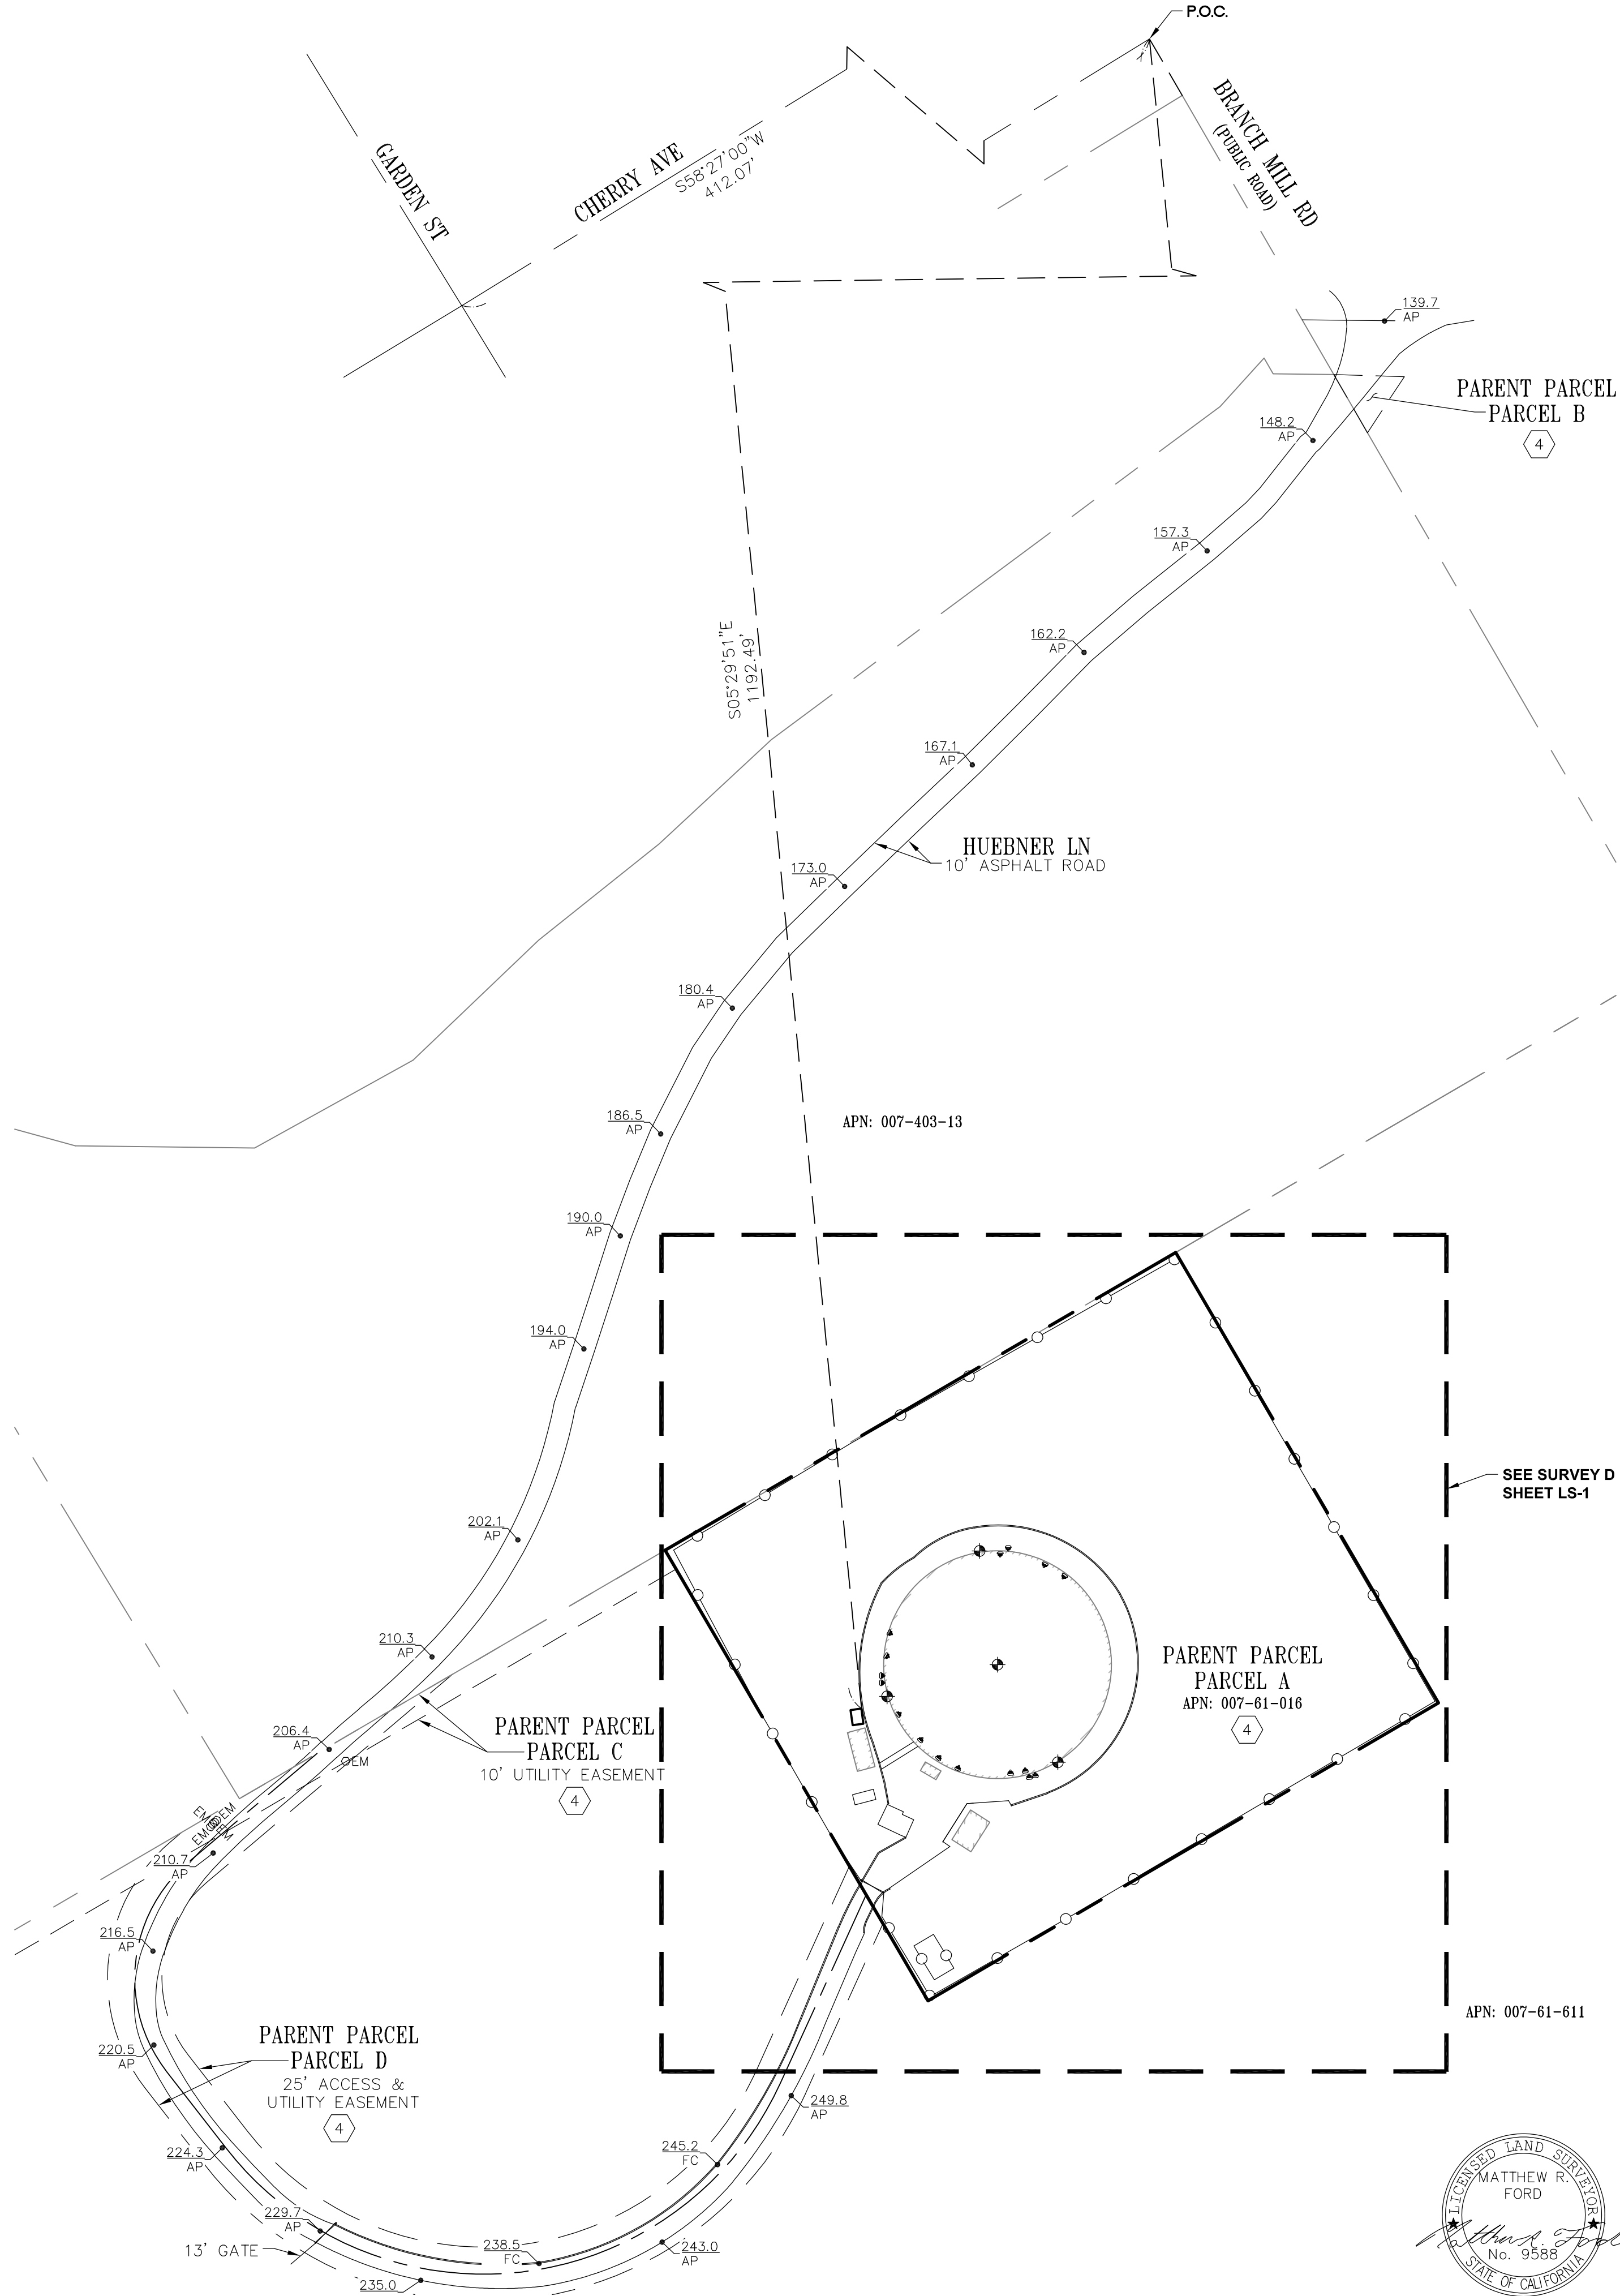 P.O.C.
BRANCH MILL RD
(PUBLIC ROAD)
GARDEN ST
CHERRY AVE
S58°27'00"W
412.07'
139.7
AP
PARENT PARCEL
PARCEL B
4
148.2
AP
157.3
AP
S05°29'51"E
1192.49'
162.2
AP
167.1
AP
HUEBNER LN
10' ASPHALT ROAD
173.0
AP
180.4
AP
186.5
AP
APN: 007-403-13
190.0
AP
194.0
AP
SEE SURVEY D
SHEET LS-1
202.1
AP
210.3
AP
PARENT PARCEL
PARCEL A
APN: 007-61-016
4
206.4
AP
OEM
PARENT PARCEL
PARCEL C
10' UTILITY EASEMENT
4
EM
OEM
EM
EM
210.7
AP
216.5
AP
APN: 007-61-611
220.5
AP
PARENT PARCEL
PARCEL D
25' ACCESS &
UTILITY EASEMENT
4
249.8
AP
224.3
AP
245.2
FC
229.7
AP
13' GATE
238.5
FC
243.0
AP
235.0
LICENSED LAND SURVEYOR
MATTHEW R.
FORD
No. 9588
STATE OF CALIFORNIA